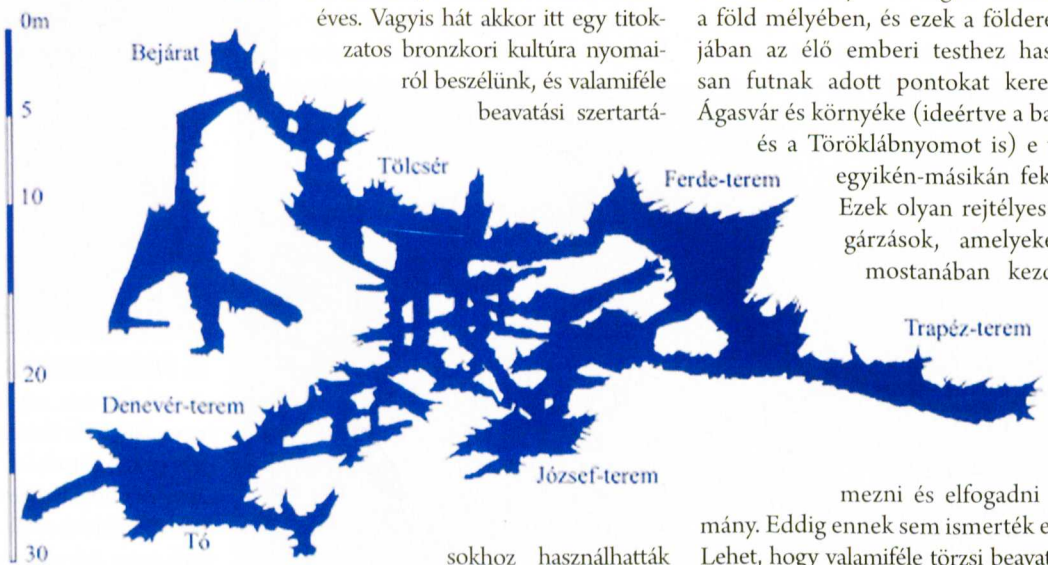 0m
5
10
20
30
Bejárat
Tölcsér
Ferde-terem
Trapéz-terem
Denevér-terem
József-terem
Tó
éves. Vagyis hát akkor itt egy titok-
zatos bronzkori kultúra nyomai-
ról beszélünk, és valamiféle
beavatási szertartá-
sokhoz használhatták
a föld mélyében, és ezek a földere
jában az élő emberi testhez has
san futnak adott pontokat kere
Ágasvár és környéke (ideértve a ba
és a Töröklábnyomot is) e
egyikén-másikán fek
Ezek olyan rejtélyes
gárzások, amelyeke
mostanában kezd
mezni és elfogadni
mány. Eddig ennek sem ismerték e
Lehet, hogy valamiféle törzsi beavat